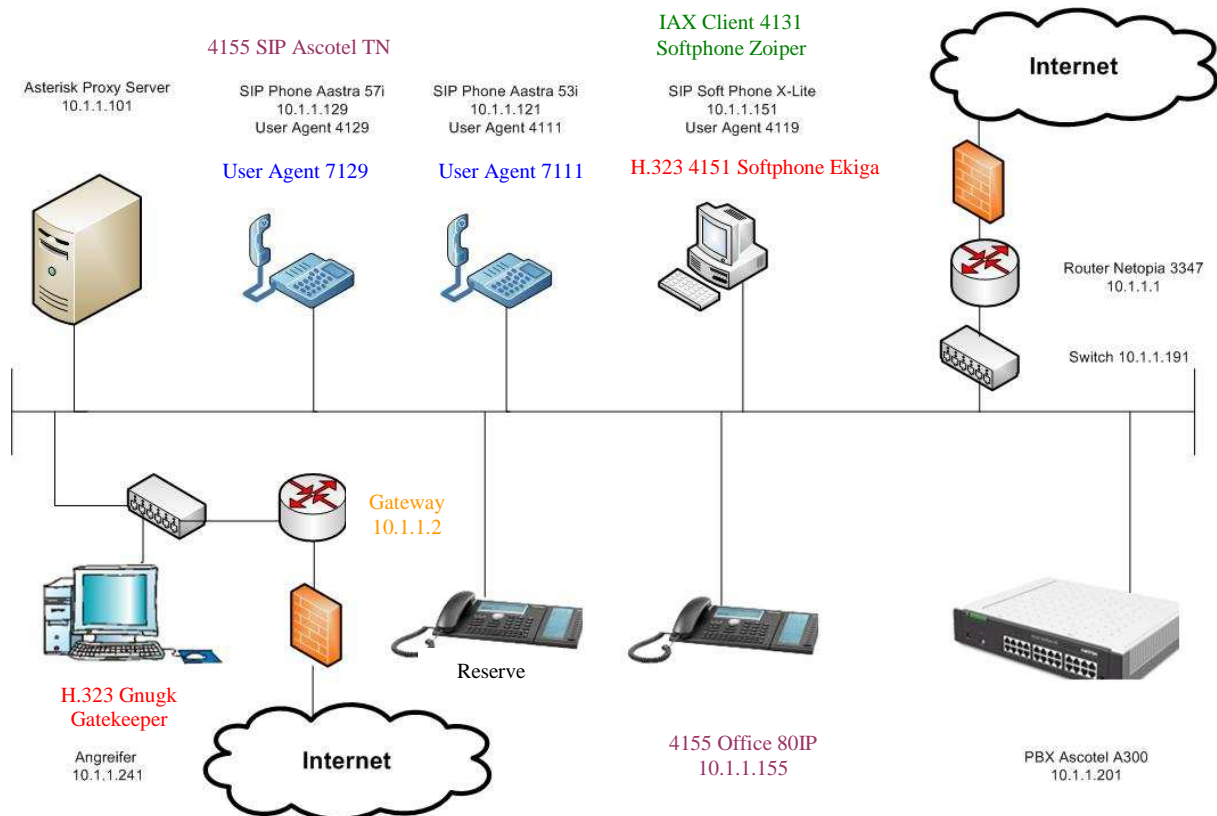 IAX Client 4131
Softphone Zoiper
4155 SIP Ascotel TN
Internet
Asterisk Proxy Server
10.1.1.101
SIP Phone Aastra 57i
10.1.1.129
User Agent 4129
SIP Phone Aastra 53i
10.1.1.121
User Agent 4111
SIP Soft Phone X-Lite
10.1.1.151
User Agent 4119
User Agent 7129
User Agent 7111
H.323 4151 Softphone Ekiga
Router Netopia 3347
10.1.1.1
Switch 10.1.1.191
Gateway
10.1.1.2
Reserve
H.323 Gnugk
Gatekeeper
Angreifer
10.1.1.241
Internet
4155 Office 80IP
10.1.1.155
PBX Ascotel A300
10.1.1.201